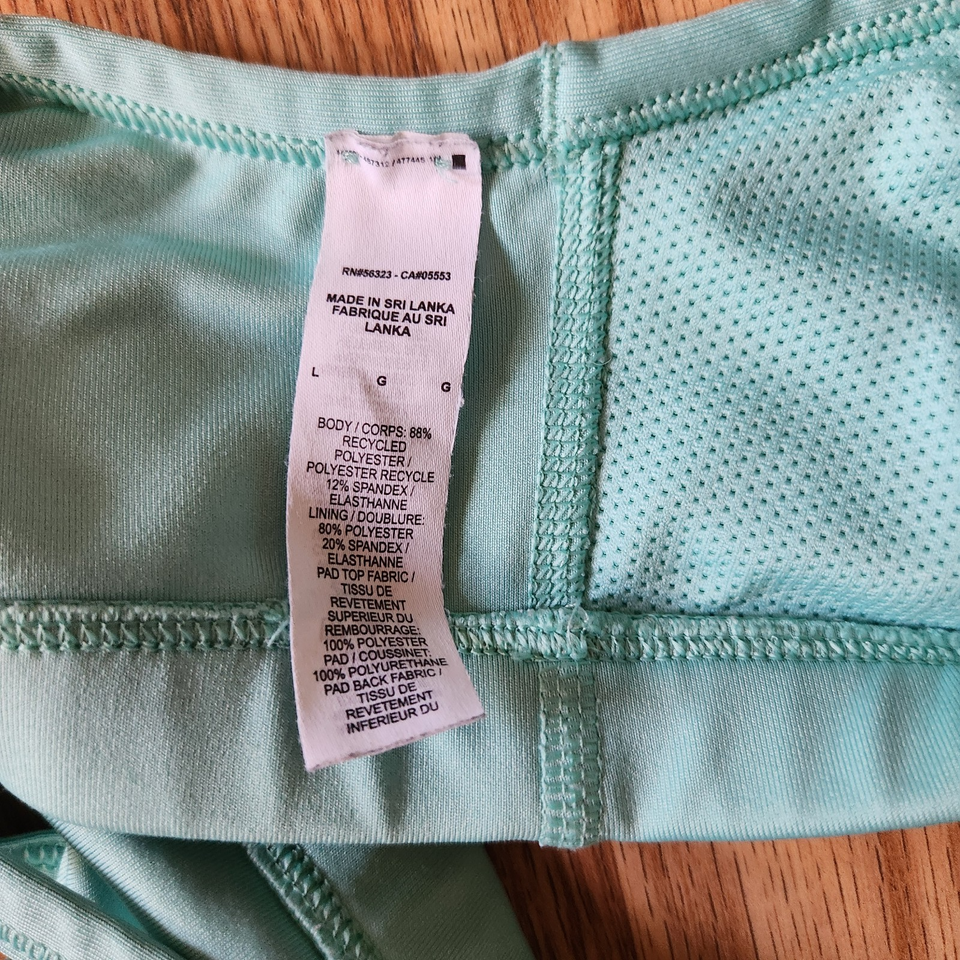 RN#56323 - CA#05553
MADE IN SRI LANKA
FABRIQUE AU SRI
LANKA
L G G
BODY / CORPS: 88%
RECYCLED
POLYESTER /
POLYESTER RECYCLE
12% SPANDEX /
ELASTHANNE
LINING / DOUBLURE:
80% POLYESTER
20% SPANDEX /
ELASTHANNE
PAD TOP FABRIC /
TISSU DE
REVETEMENT
SUPERIEUR DU
REMBOURRAGE:
100% POLYESTER
PAD / COUSSINET:
100% POLYURETHANE
PAD BACK FABRIC /
TISSU DE
REVETEMENT
INFERIEUR DU